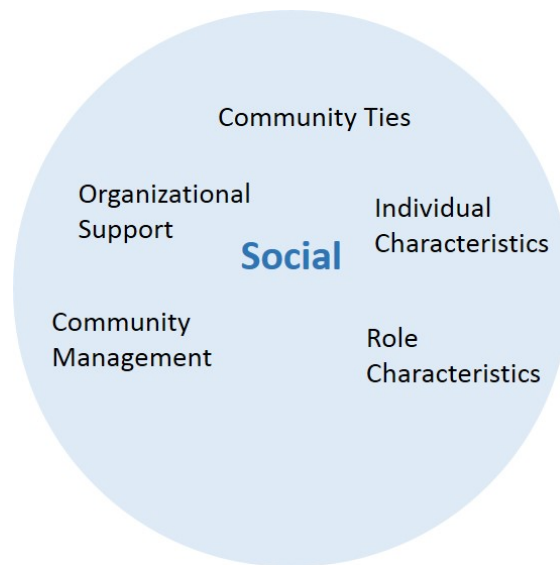 Community Ties
Organizational
Support
Individual
Characteristics
Social
Community
Management
Role
Characteristics